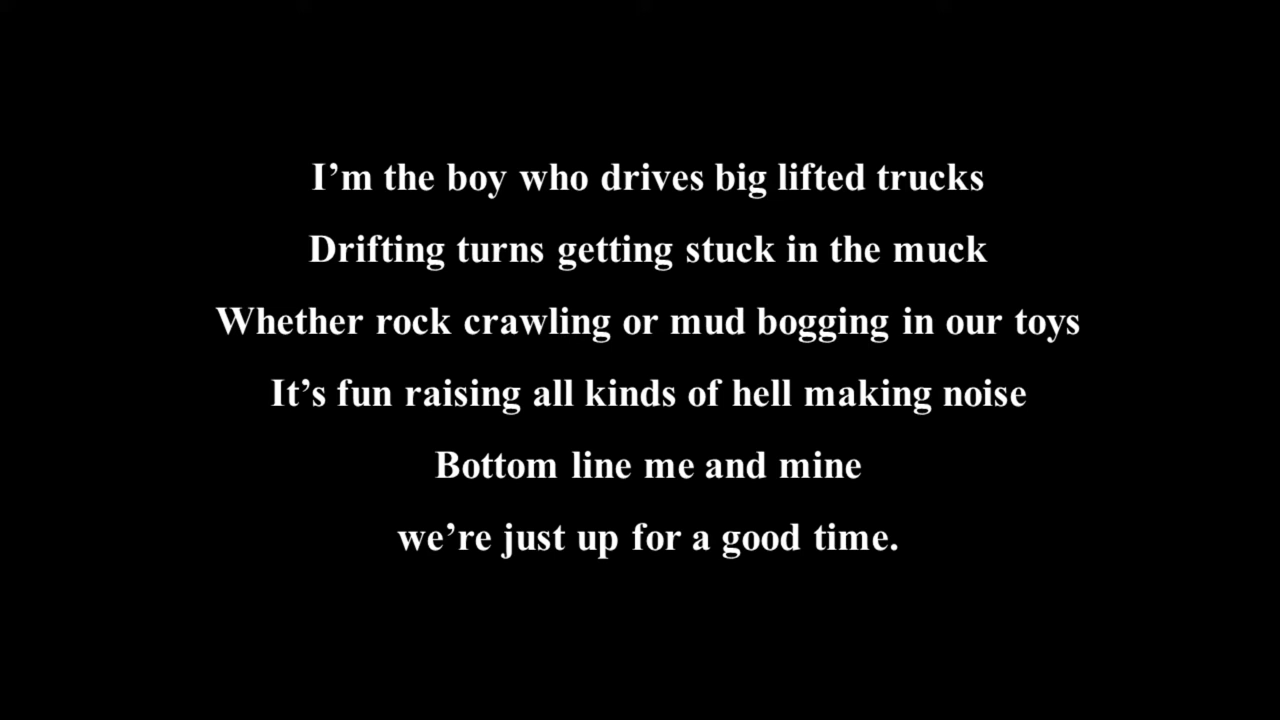 I’m the boy who drives big lifted trucks
Drifting turns getting stuck in the muck
Whether rock crawling or mud bogging in our toys
It’s fun raising all kinds of hell making noise
Bottom line me and mine
we’re just up for a good time.